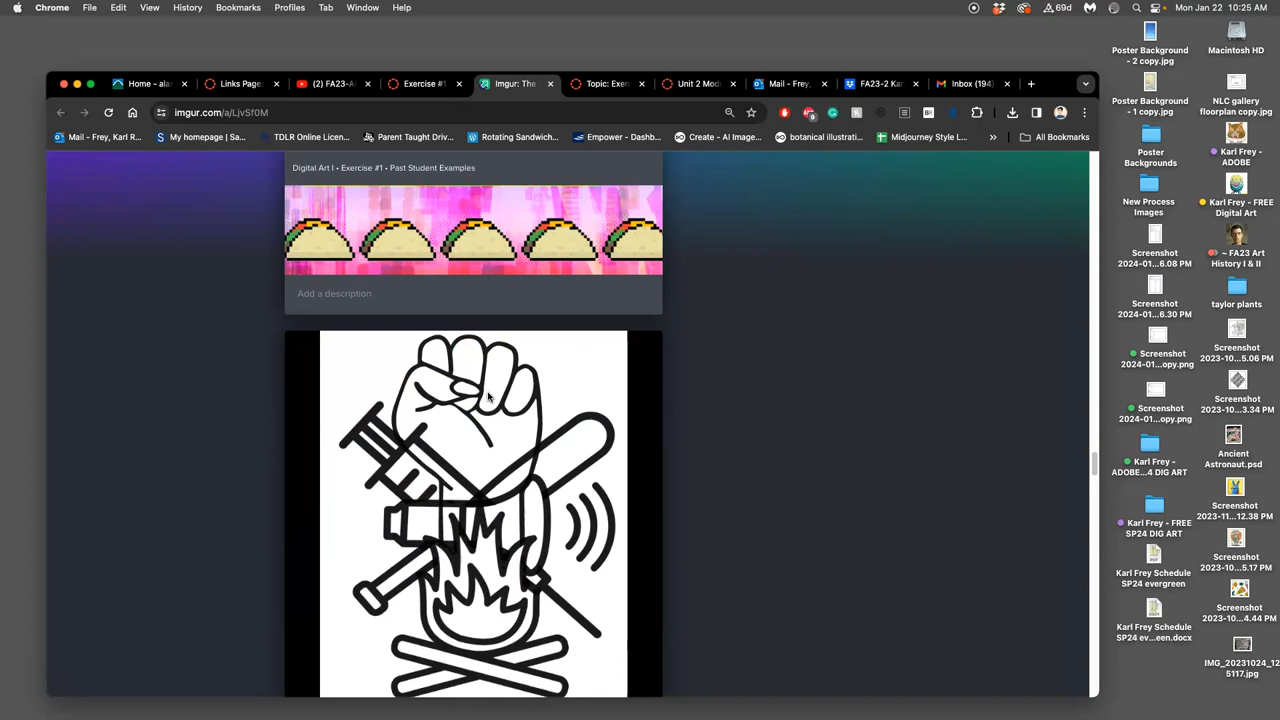 Chrome File Edit View History Bookmarks Profiles Tab Window Help
69d Mon Jan 22 10:25 AM
Home - alar Links Page: (2) FA23-A Exercise #1 Imgur: The Topic: Exerc Unit 2 Modu Mail - Frey, FA23-2 Kar Inbox (194)
imgur.com/a/LjvSf0M
Mail - Frey, Karl R... My homepage | Sa... TDLR Online Licen... Parent Taught Driv... Rotating Sandwich... Empower - Dashb... Create - AI Image... botanical illustrati... Midjourney Style L... » All Bookmarks
Digital Art I • Exercise #1 • Past Student Examples
Add a description
Poster Background
- 2 copy.jpg
Macintosh HD
Poster Background
- 1 copy.jpg
NLC gallery
floorplan copy.jpg
Poster
Backgrounds
Karl Frey -
ADOBE
New Process
Images
Karl Frey - FREE
Digital Art
Screenshot
2024-01...6.08 PM
~ FA23 Art
History I & II
Screenshot
2024-01...6.30 PM
taylor plants
Screenshot
2024-01...opy.png
Screenshot
2023-10...5.06 PM
Screenshot
2024-01...opy.png
Screenshot
2023-10...3.34 PM
Karl Frey -
ADOBE...4 DIG ART
Ancient
Astronaut.psd
Karl Frey - FREE
SP24 DIG ART
Screenshot
2023-11...12.38 PM
Karl Frey Schedule
SP24 evergreen
Screenshot
2023-10...5.17 PM
Karl Frey Schedule
SP24 ev...een.docx
Screenshot
2023-10...4.44 PM
IMG_20231024_12
5117.jpg